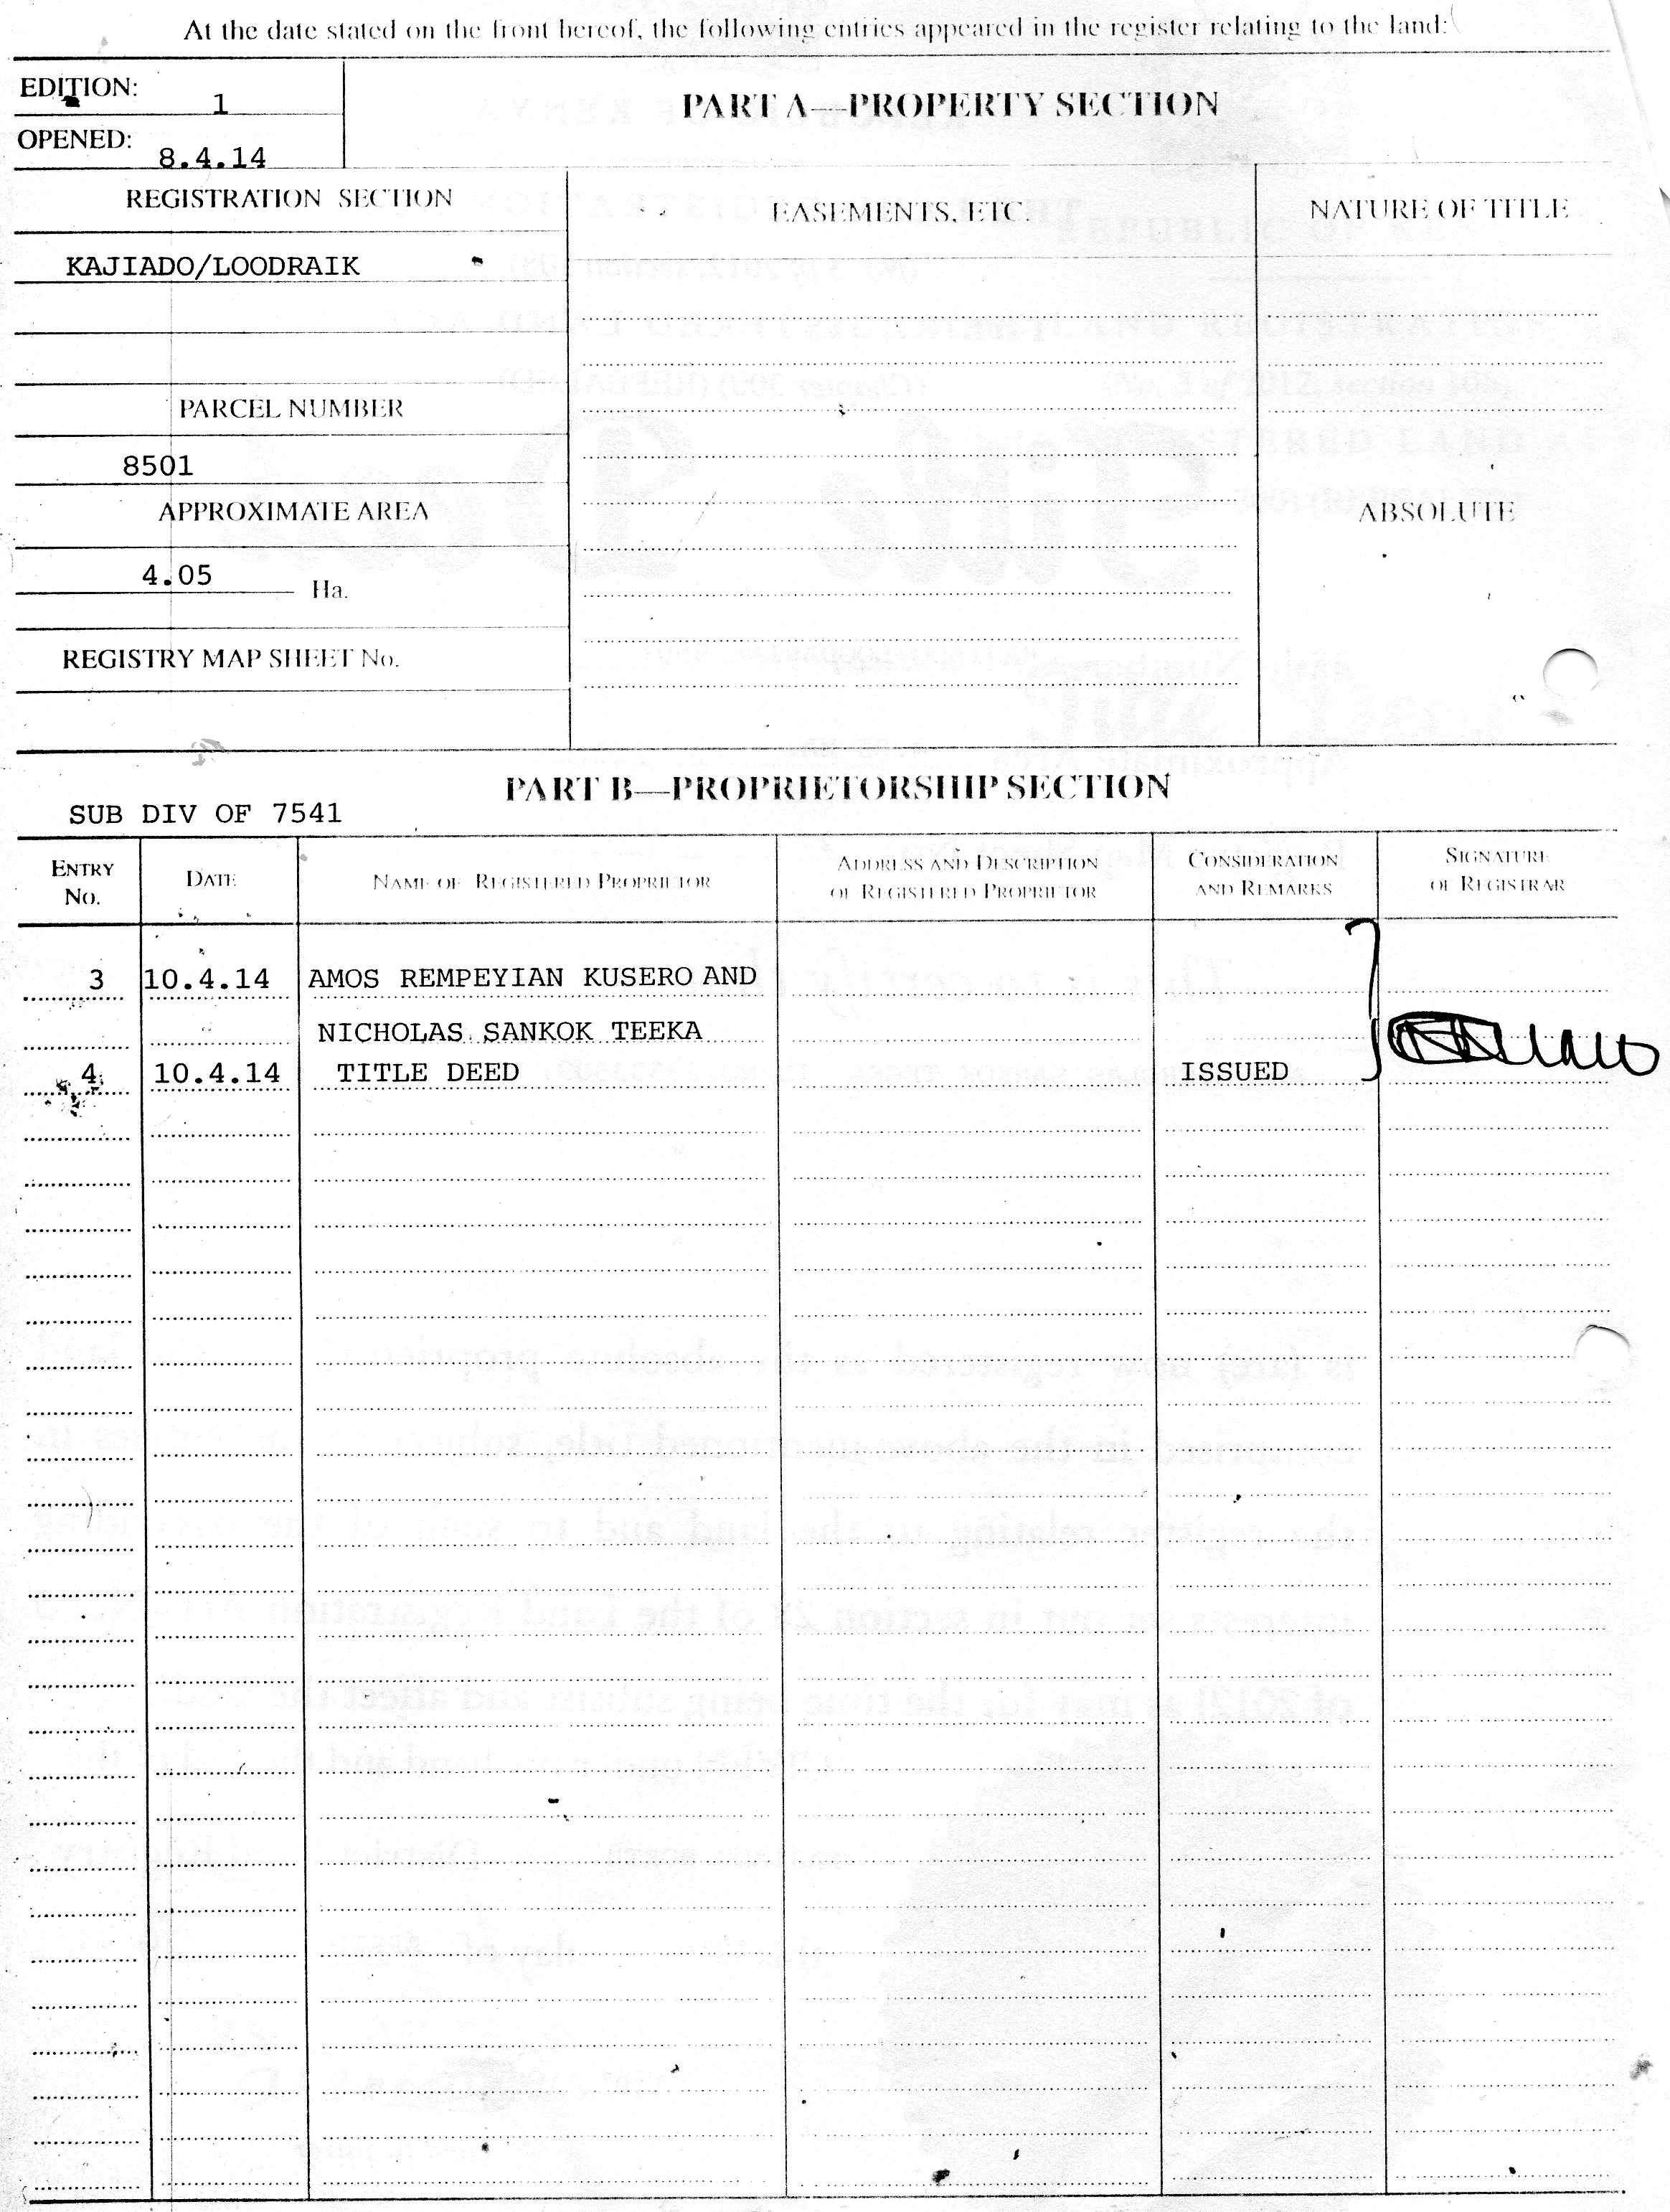 At the date stated on the front hereof, the following entries appeared in the register relating to the land:
EDITION: 1
OPENED: 8.4.14
PART A—PROPERTY SECTION
REGISTRATION SECTION
EASEMENTS, ETC.
NATURE OF TITLE
KAJIADO/LOODRAIK
PARCEL NUMBER
8501
APPROXIMATE AREA
ABSOLUTE
4.05 Ha.
REGISTRY MAP SHEET No.
PART B—PROPRIETORSHIP SECTION
SUB DIV OF 7541
ENTRY No.
DATE
NAME OF REGISTERED PROPRIETOR
ADDRESS AND DESCRIPTION OF REGISTERED PROPRIETOR
CONSIDERATION AND REMARKS
SIGNATURE OF REGISTRAR
3 10.4.14 AMOS REMPEYIAN KUSERO AND
NICHOLAS SANKOK TEEKA
4 10.4.14 TITLE DEED ISSUED